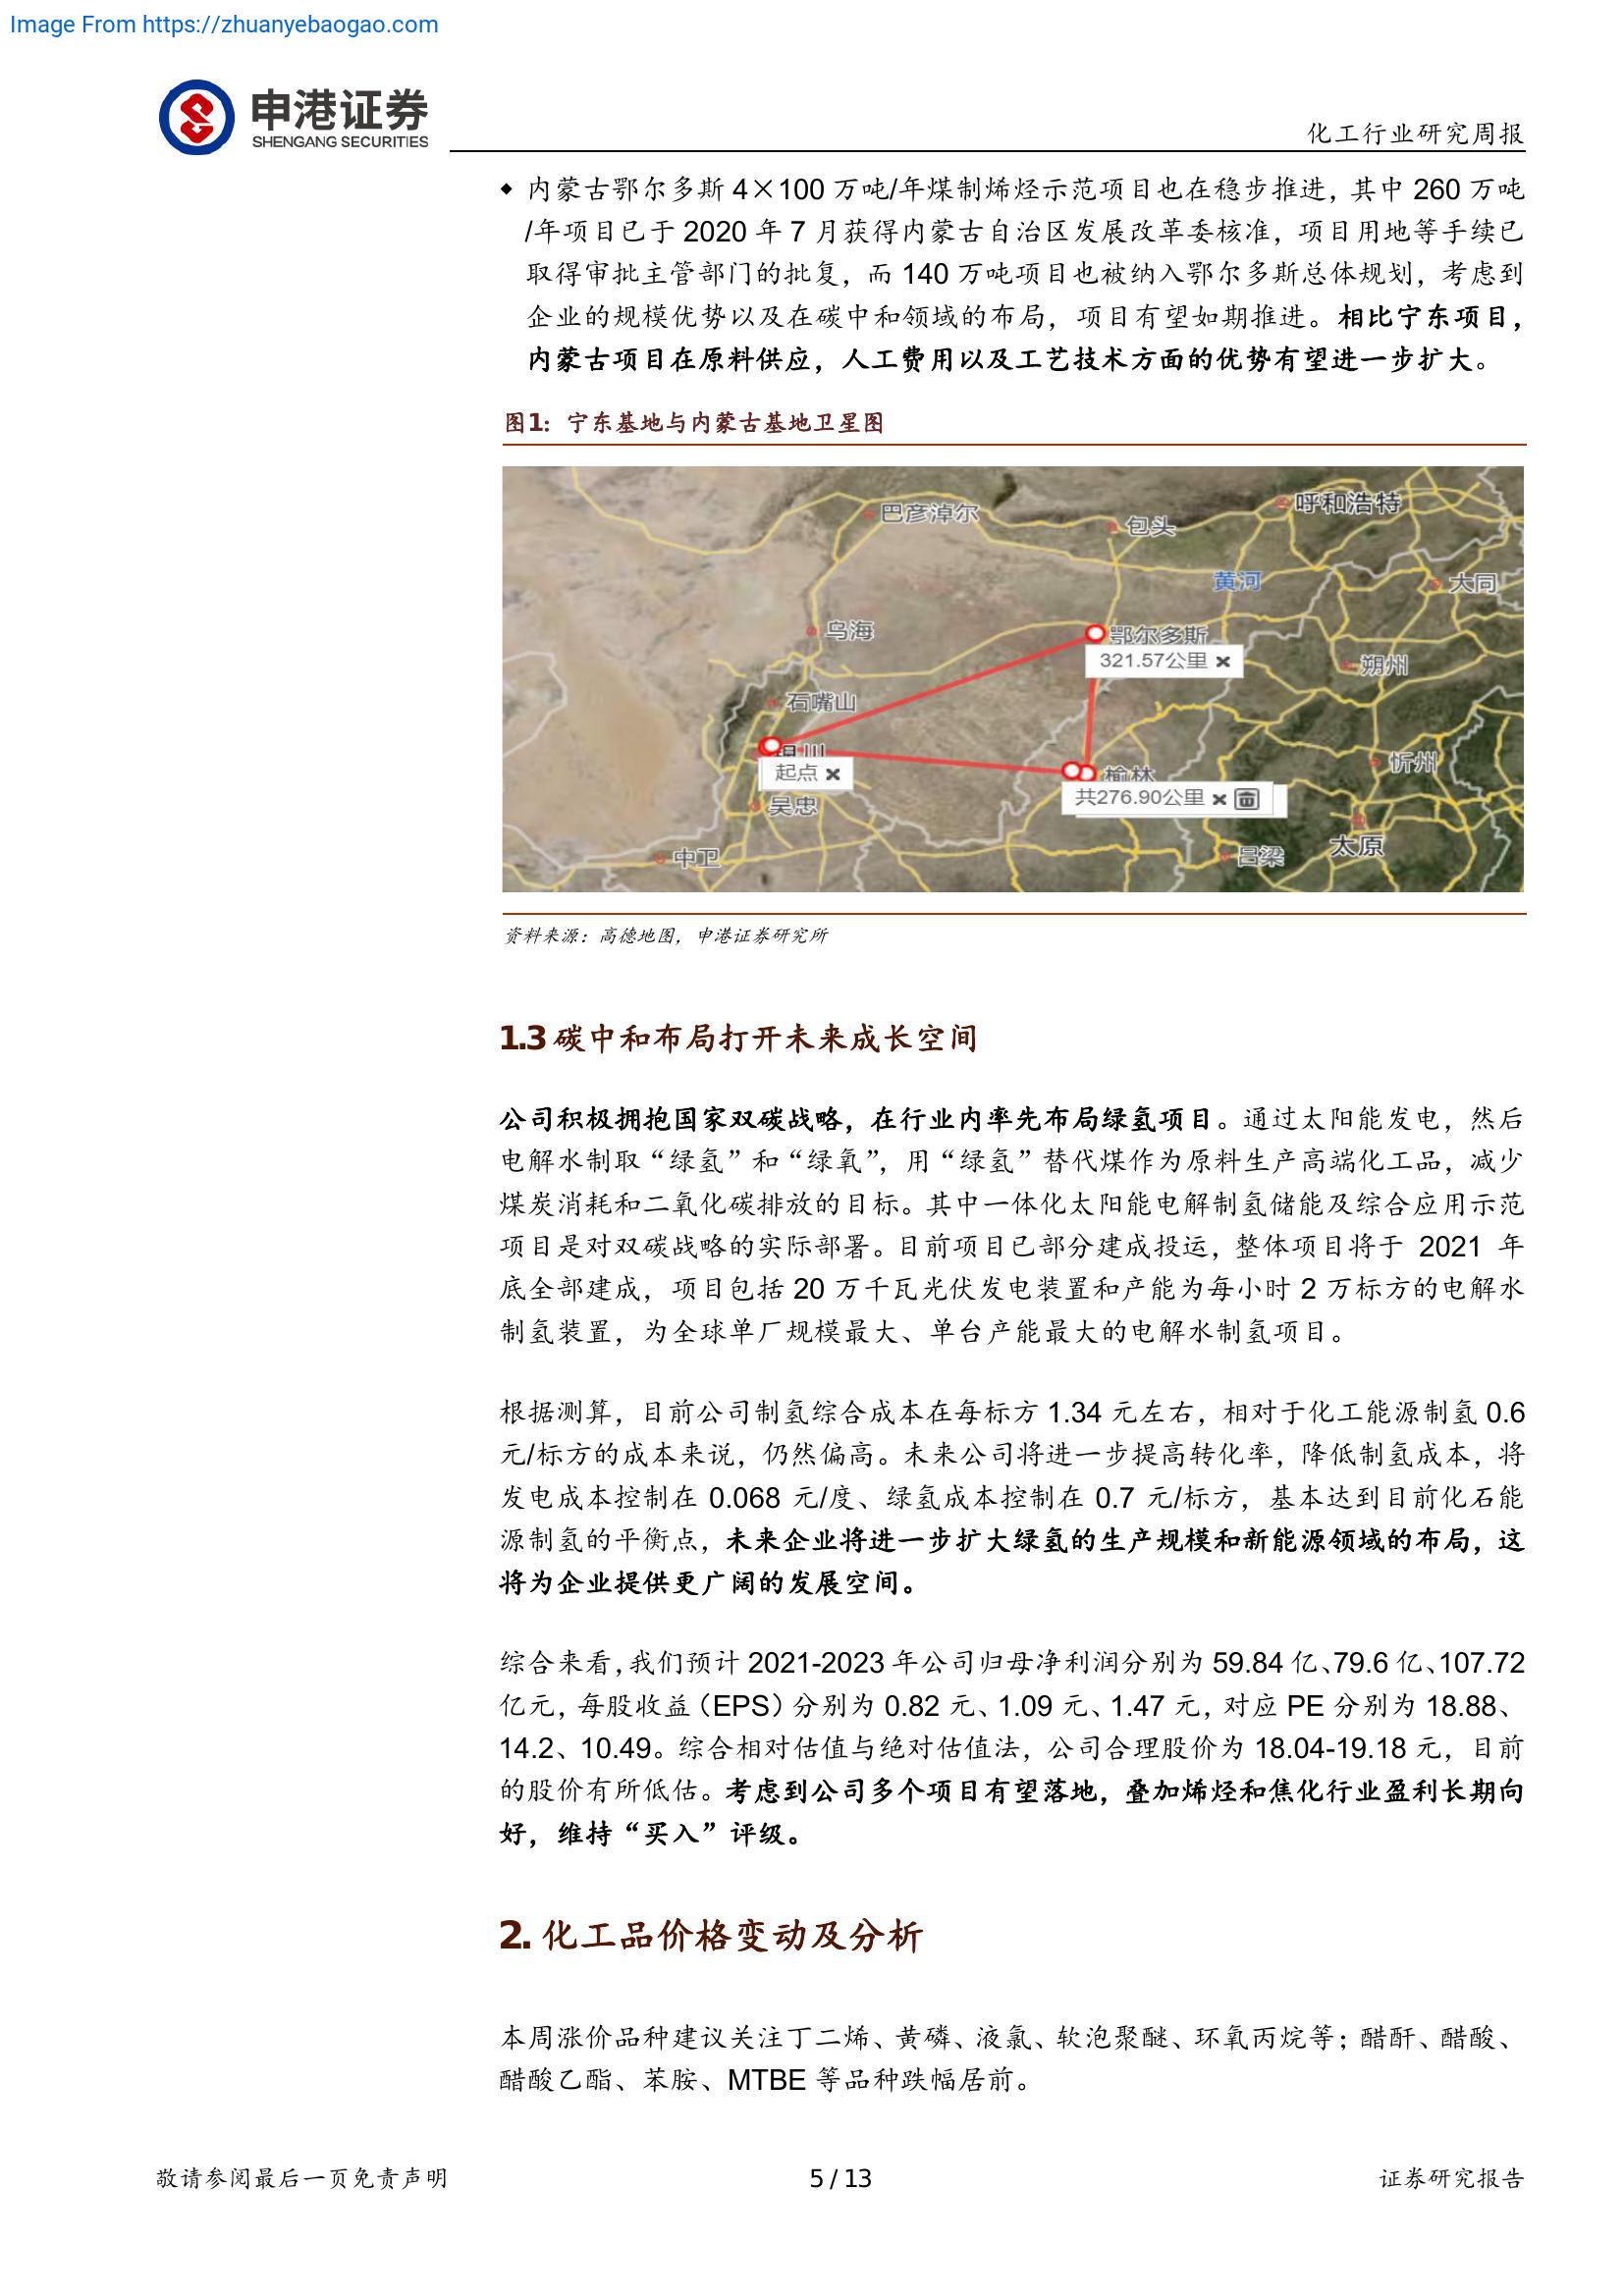 Image From https://zhuanyebaogao.com
申港证券
SHENGANG SECURITIES
化工行业研究周报
◆ 内蒙古鄂尔多斯 4×100 万吨/年煤制烯烃示范项目也在稳步推进，其中 260 万吨
/年项目已于 2020 年 7 月获得内蒙古自治区发展改革委核准，项目用地等手续已
取得审批主管部门的批复，而 140 万吨项目也被纳入鄂尔多斯总体规划，考虑到
企业的规模优势以及在碳中和领域的布局，项目有望如期推进。相比宁东项目，
内蒙古项目在原料供应，人工费用以及工艺技术方面的优势有望进一步扩大。
图1：宁东基地与内蒙古基地卫星图
呼和浩特
巴彦淖尔
包头
黄河
大同
乌海
鄂尔多斯
321.57公里
朔州
石嘴山
银川
起点
榆林
忻州
共276.90公里
吴忠
太原
中卫
吕梁
资料来源：高德地图，申港证券研究所
1.3 碳中和布局打开未来成长空间
公司积极拥抱国家双碳战略，在行业内率先布局绿氢项目。通过太阳能发电，然后
电解水制取“绿氢”和“绿氧”，用“绿氢”替代煤作为原料生产高端化工品，减少
煤炭消耗和二氧化碳排放的目标。其中一体化太阳能电解制氢储能及综合应用示范
项目是对双碳战略的实际部署。目前项目已部分建成投运，整体项目将于 2021 年
底全部建成，项目包括 20 万千瓦光伏发电装置和产能为每小时 2 万标方的电解水
制氢装置，为全球单厂规模最大、单台产能最大的电解水制氢项目。
根据测算，目前公司制氢综合成本在每标方 1.34 元左右，相对于化工能源制氢 0.6
元/标方的成本来说，仍然偏高。未来公司将进一步提高转化率，降低制氢成本，将
发电成本控制在 0.068 元/度、绿氢成本控制在 0.7 元/标方，基本达到目前化石能
源制氢的平衡点，未来企业将进一步扩大绿氢的生产规模和新能源领域的布局，这
将为企业提供更广阔的发展空间。
综合来看，我们预计 2021-2023 年公司归母净利润分别为 59.84 亿、79.6 亿、107.72
亿元，每股收益（EPS）分别为 0.82 元、1.09 元、1.47 元，对应 PE 分别为 18.88、
14.2、10.49。综合相对估值与绝对估值法，公司合理股价为 18.04-19.18 元，目前
的股价有所低估。考虑到公司多个项目有望落地，叠加烯烃和焦化行业盈利长期向
好，维持“买入”评级。
2. 化工品价格变动及分析
本周涨价品种建议关注丁二烯、黄磷、液氯、软泡聚醚、环氧丙烷等；醋酐、醋酸、
醋酸乙酯、苯胺、MTBE 等品种跌幅居前。
敬请参阅最后一页免责声明
5 / 13
证券研究报告